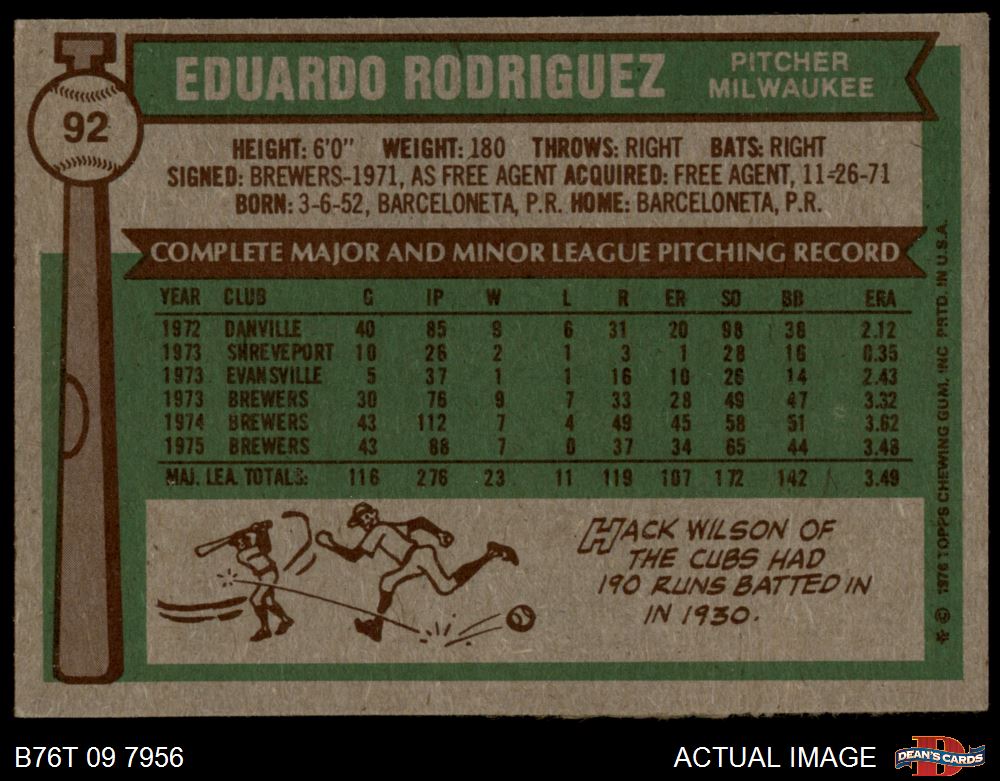 92
EDUARDO RODRIGUEZ
PITCHER
MILWAUKEE
HEIGHT: 6'0" WEIGHT: 180 THROWS: RIGHT BATS: RIGHT
SIGNED: BREWERS-1971, AS FREE AGENT ACQUIRED: FREE AGENT, 11-26-71
BORN: 3-6-52, BARCELONETA, P.R. HOME: BARCELONETA, P.R.
COMPLETE MAJOR AND MINOR LEAGUE PITCHING RECORD
YEAR CLUB G IP W L R ER SO BB ERA
1972 DANVILLE 40 85 9 6 31 20 98 38 2.12
1973 SHREVEPORT 10 26 2 1 3 1 28 16 0.35
1973 EVANSVILLE 5 37 1 1 16 10 26 14 2.43
1973 BREWERS 30 76 9 7 33 28 49 47 3.32
1974 BREWERS 43 112 7 4 49 45 58 51 3.62
1975 BREWERS 43 88 7 0 37 34 65 44 3.48
MAJ. LEA. TOTALS: 116 276 23 11 119 107 172 142 3.49
HACK WILSON OF
THE CUBS HAD
190 RUNS BATTED IN
IN 1930.
* © 1976 TOPPS CHEWING GUM, INC PRTD. IN U.S.A.
B76T 09 7956
ACTUAL IMAGE
D
DEAN'S CARDS